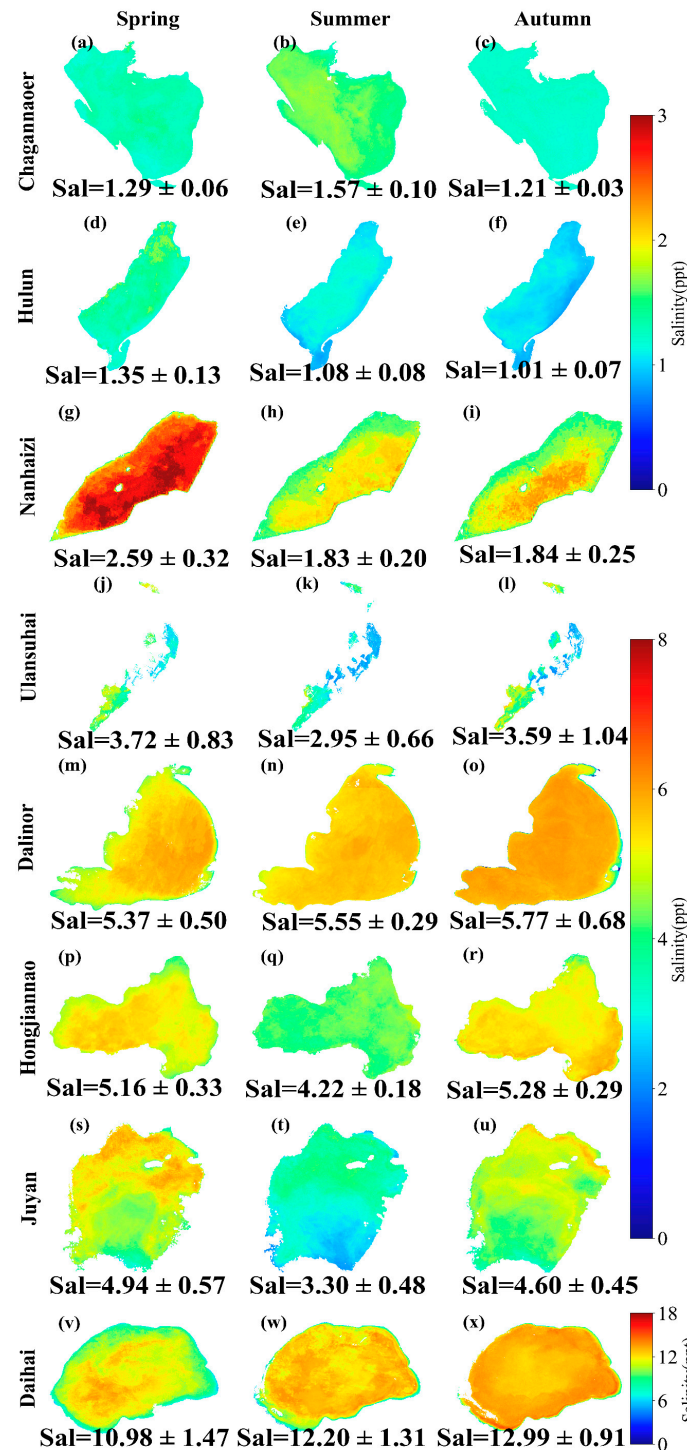 Spring Summer Autumn
(a) (b) (c)
Chagannaoer
Sal=1.29 ± 0.06 Sal=1.57 ± 0.10 Sal=1.21 ± 0.03
(d) (e) (f)
Hulun
Sal=1.35 ± 0.13 Sal=1.08 ± 0.08 Sal=1.01 ± 0.07
(g) (h) (i)
Nanhaizi
Sal=2.59 ± 0.32 Sal=1.83 ± 0.20 Sal=1.84 ± 0.25
3
2
1
0
Salinity(ppt)
(j) (k) (l)
Ulansuhai
Sal=3.72 ± 0.83 Sal=2.95 ± 0.66 Sal=3.59 ± 1.04
(m) (n) (o)
Dalinor
Sal=5.37 ± 0.50 Sal=5.55 ± 0.29 Sal=5.77 ± 0.68
(p) (q) (r)
Hongjiannao
Sal=5.16 ± 0.33 Sal=4.22 ± 0.18 Sal=5.28 ± 0.29
(s) (t) (u)
Juyan
Sal=4.94 ± 0.57 Sal=3.30 ± 0.48 Sal=4.60 ± 0.45
8
6
4
2
0
Salinity(ppt)
(v) (w) (x)
Daihai
Sal=10.98 ± 1.47 Sal=12.20 ± 1.31 Sal=12.99 ± 0.91
18
12
6
0
Salinity(ppt)